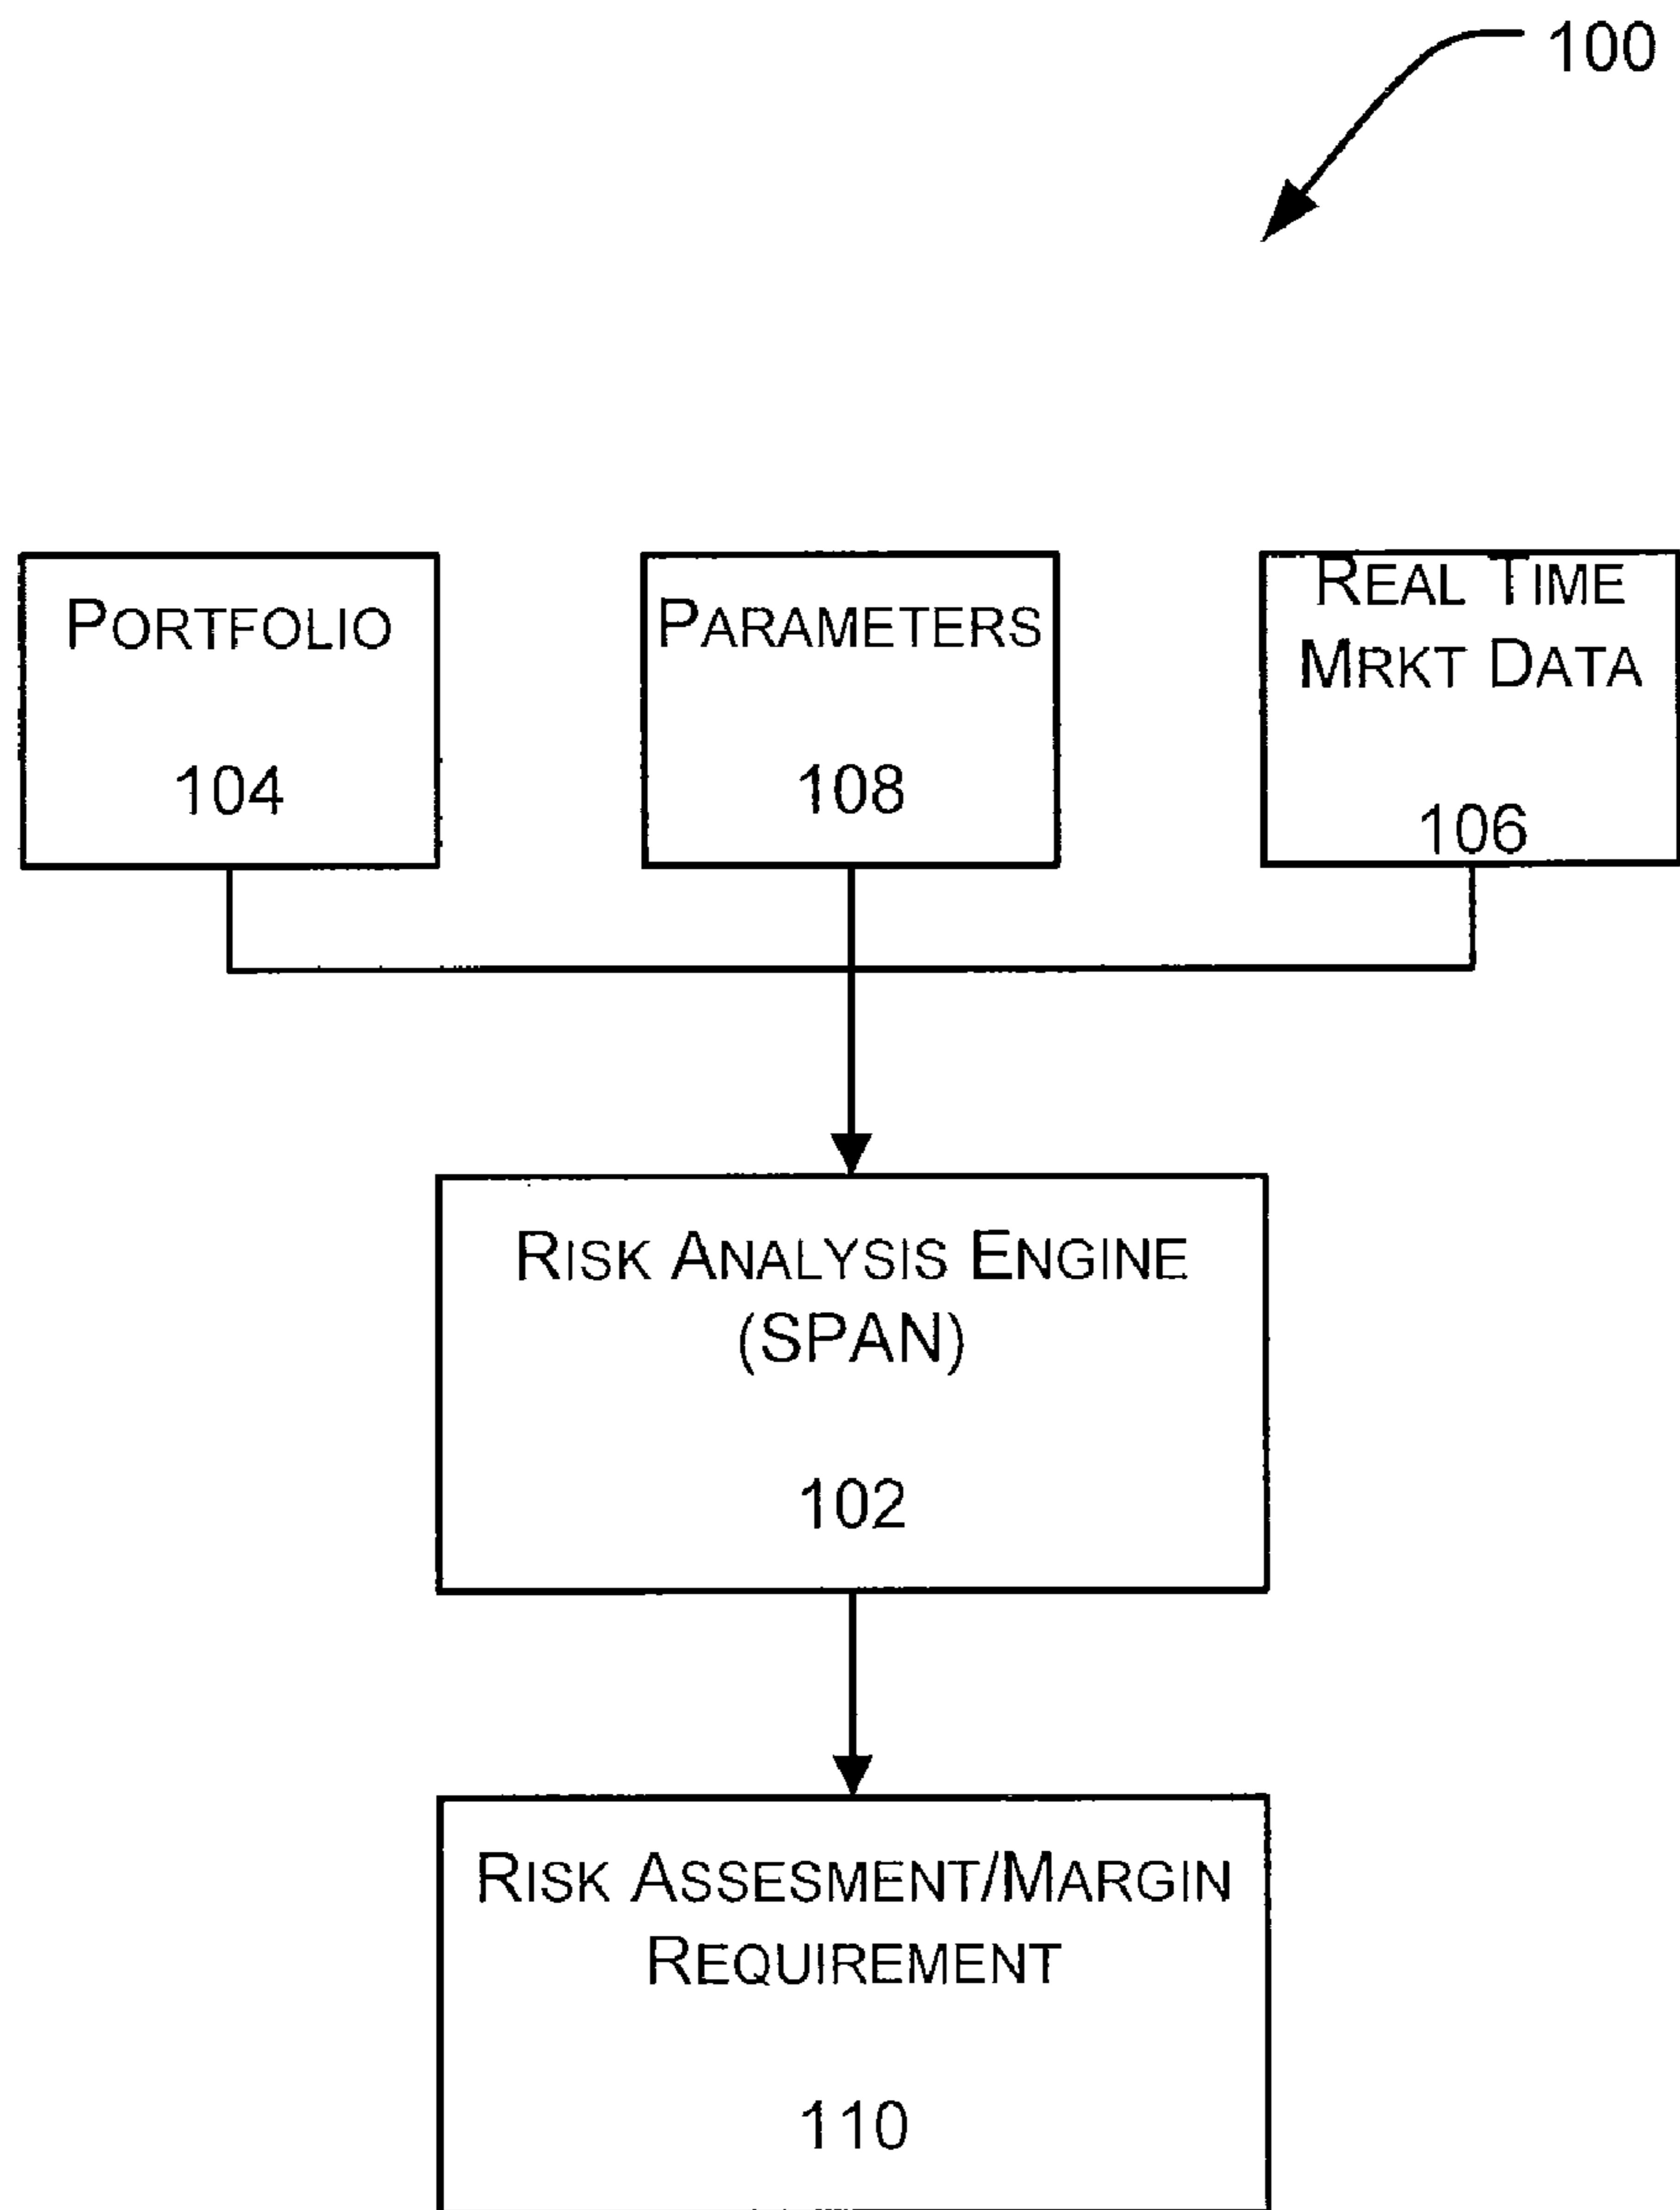 100
PORTFOLIO
104
PARAMETERS
108
REAL TIME
MRKT DATA
106
RISK ANALYSIS ENGINE
(SPAN)
102
RISK ASSESMENT/MARGIN
REQUIREMENT
110